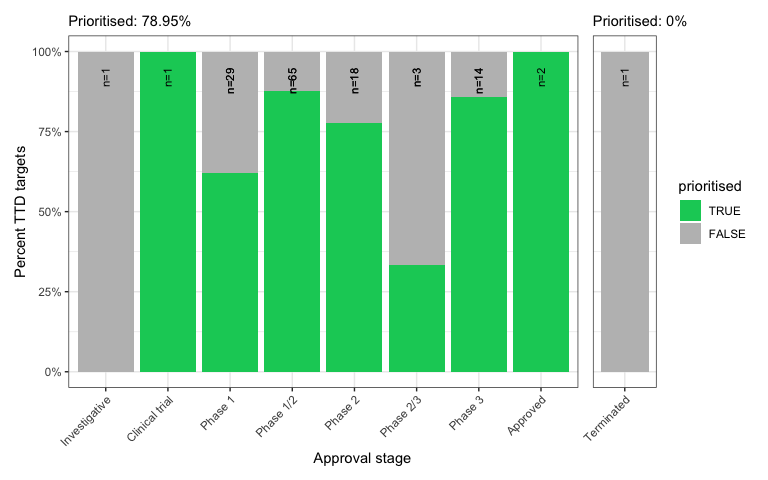 Prioritised: 78.95%
Prioritised: 0%
Percent TTD targets
100%
75%
50%
25%
0%
n=1
n=1
n=29
n=65
n=18
n=3
n=14
n=2
n=1
Investigative
Clinical trial
Phase 1
Phase 1/2
Phase 2
Phase 2/3
Phase 3
Approved
Terminated
Approval stage
prioritised
TRUE
FALSE